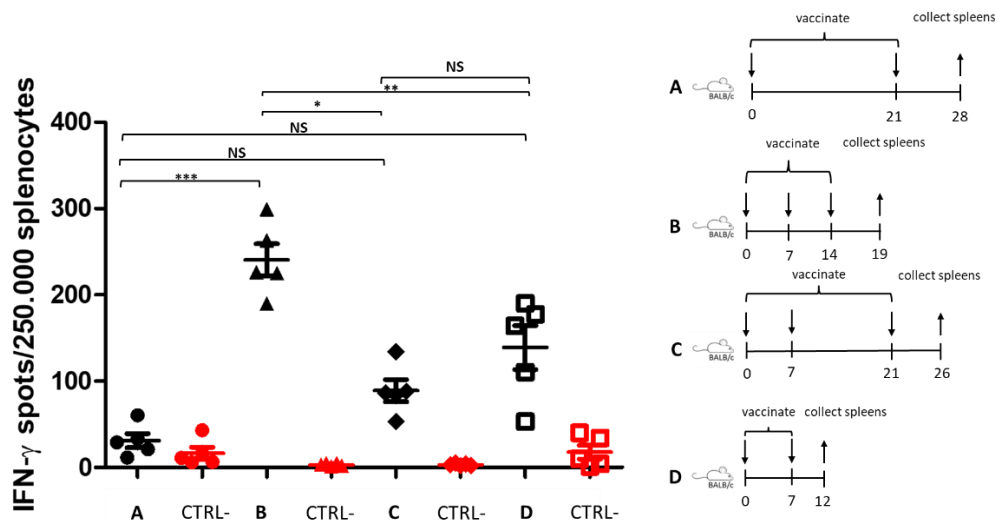 NS
**
*
NS
NS
***
IFN-γ spots/250.000 splenocytes
400
300
200
100
0
A CTRL- B CTRL- C CTRL- D CTRL-
vaccinate collect spleens
A
BALB/c
0 21 28
vaccinate collect spleens
B
BALB/c
0 7 14 19
vaccinate collect spleens
C
BALB/c
0 7 21 26
vaccinate collect spleens
D
BALB/c
0 7 12